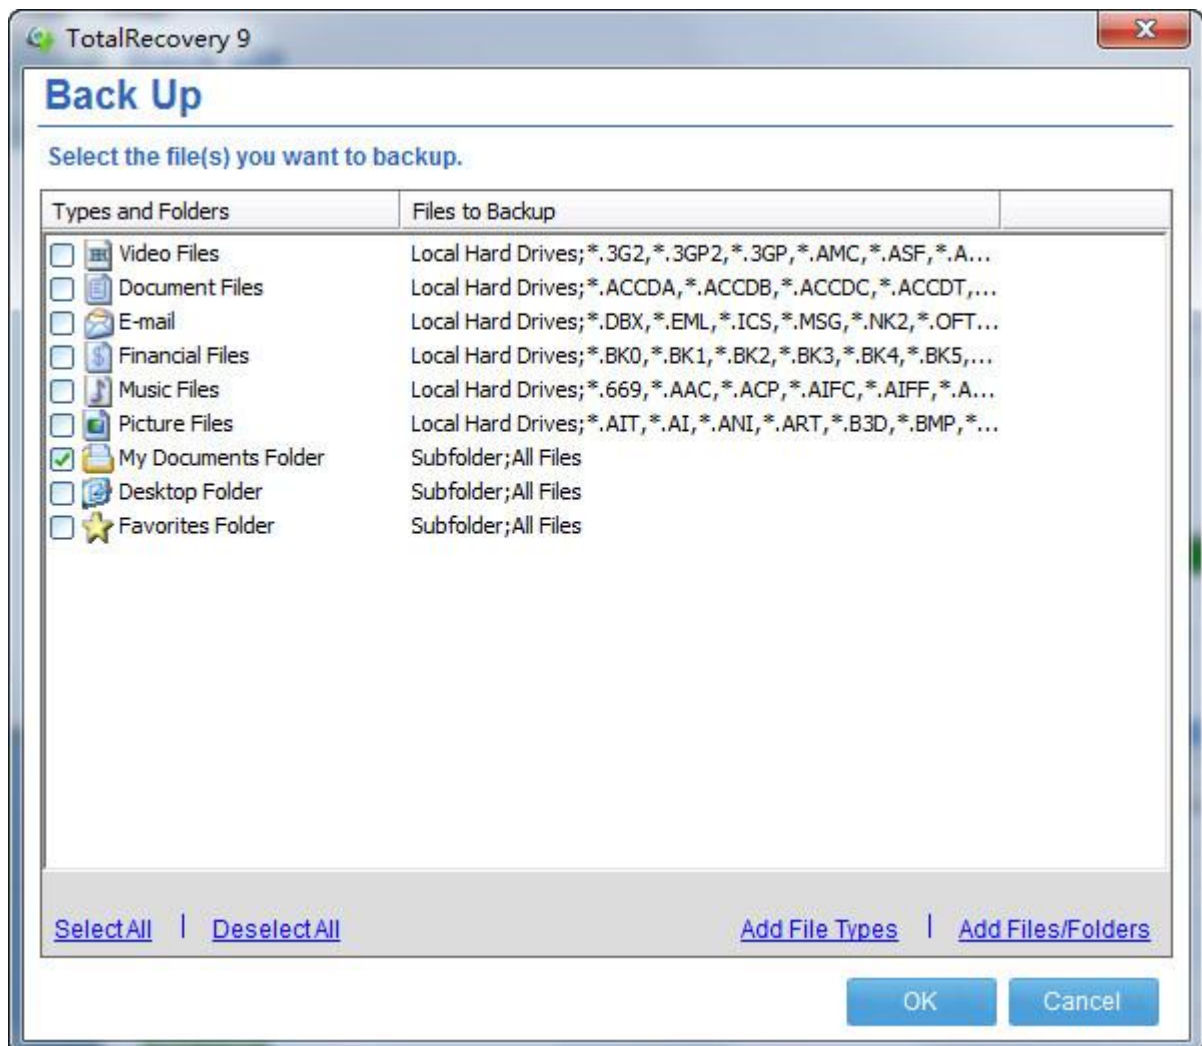 TotalRecovery 9
Back Up
Select the file(s) you want to backup.
Types and Folders Files to Backup
Video Files Local Hard Drives;*.3G2,*.3GP2,*.3GP,*.AMC,*.ASF,*.A...
Document Files Local Hard Drives;*.ACCDA,*.ACCDB,*.ACCDC,*.ACCDT,...
E-mail Local Hard Drives;*.DBX,*.EML,*.ICS,*.MSG,*.NK2,*.OFT...
Financial Files Local Hard Drives;*.BK0,*.BK1,*.BK2,*.BK3,*.BK4,*.BK5,...
Music Files Local Hard Drives;*.669,*.AAC,*.ACP,*.AIFC,*.AIFF,*.A...
Picture Files Local Hard Drives;*.AIT,*.AI,*.ANI,*.ART,*.B3D,*.BMP,*...
My Documents Folder Subfolder;All Files
Desktop Folder Subfolder;All Files
Favorites Folder Subfolder;All Files
Select All | Deselect All Add File Types | Add Files/Folders
OK Cancel